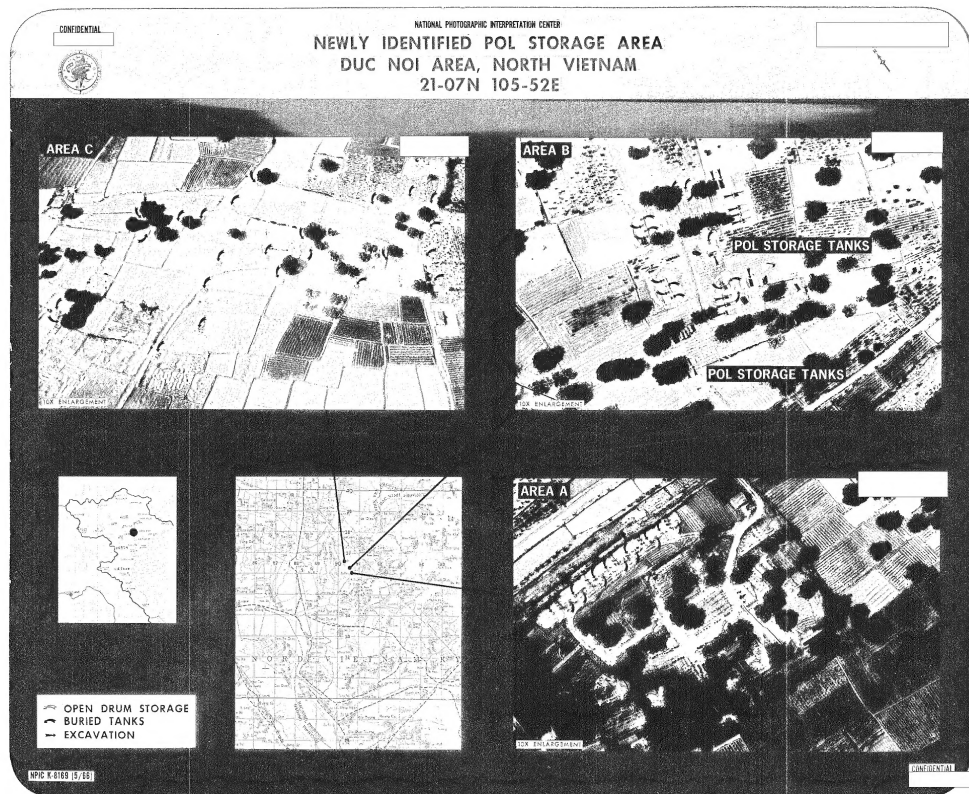 CONFIDENTIAL
NATIONAL PHOTOGRAPHIC INTERPRETATION CENTER
NEWLY IDENTIFIED POL STORAGE AREA
DUC NOI AREA, NORTH VIETNAM
21-07N 105-52E
AREA C
10X ENLARGEMENT
AREA B
POL STORAGE TANKS
POL STORAGE TANKS
10X ENLARGEMENT
NORTH
VIETNAM
AREA A
10X ENLARGEMENT
OPEN DRUM STORAGE
BURIED TANKS
EXCAVATION
NPIC K-8169 (5/66)
CONFIDENTIAL